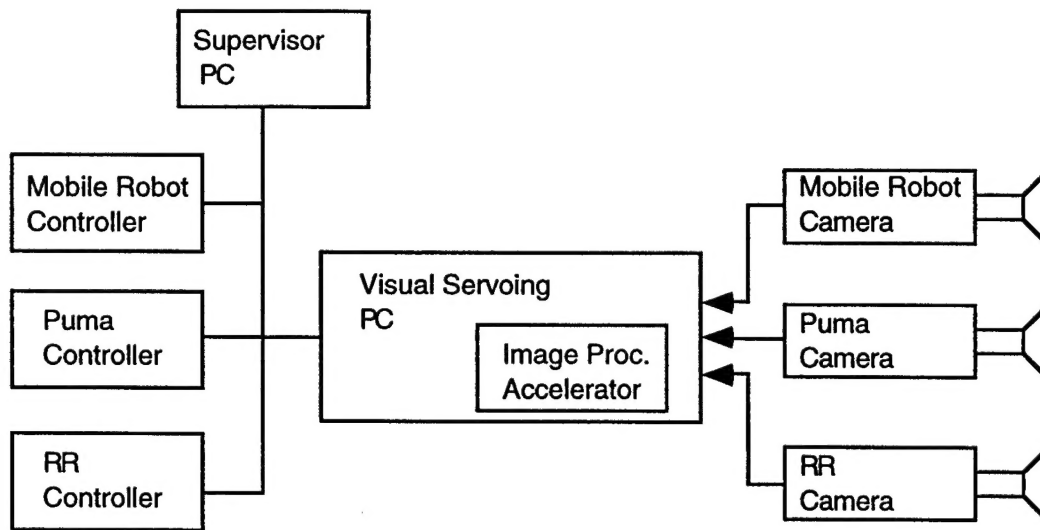 Supervisor
PC
Mobile Robot
Controller
Puma
Controller
RR
Controller
Visual Servoing
PC
Image Proc.
Accelerator
Mobile Robot
Camera
Puma
Camera
RR
Camera